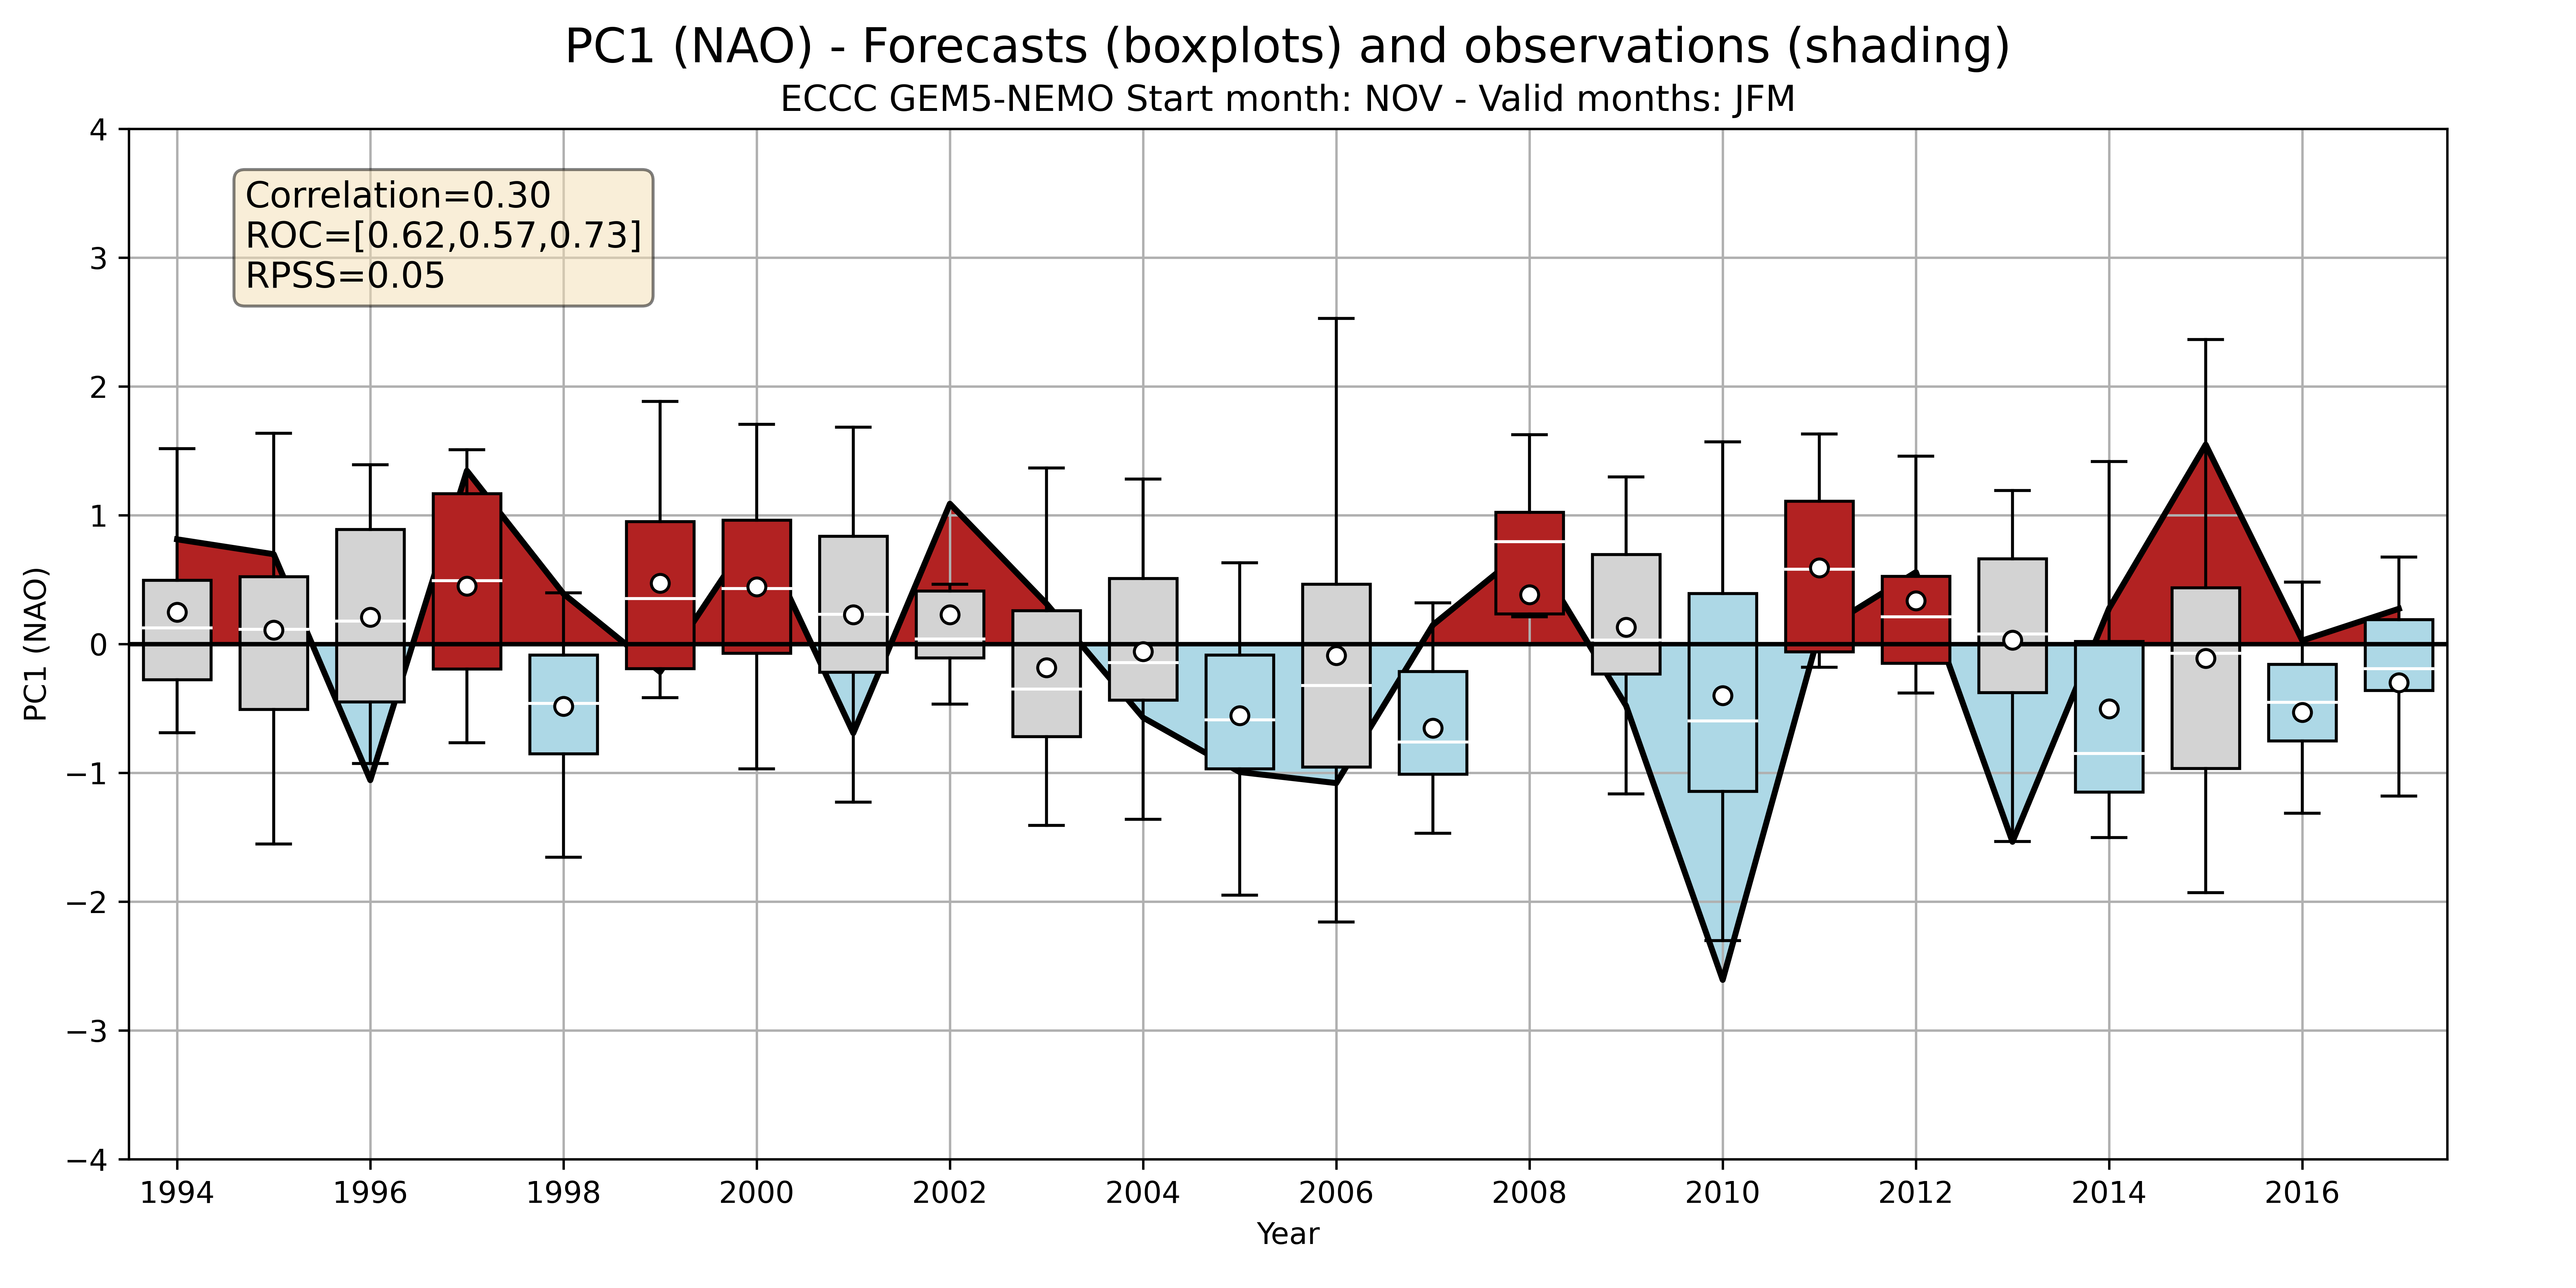 PC1 (NAO) - Forecasts (boxplots) and observations (shading)
ECCC GEM5-NEMO Start month: NOV - Valid months: JFM
Correlation=0.30
ROC=[0.62,0.57,0.73]
RPSS=0.05
PC1 (NAO)
4
3
2
1
0
−1
−2
−3
−4
1994 1996 1998 2000 2002 2004 2006 2008 2010 2012 2014 2016
Year